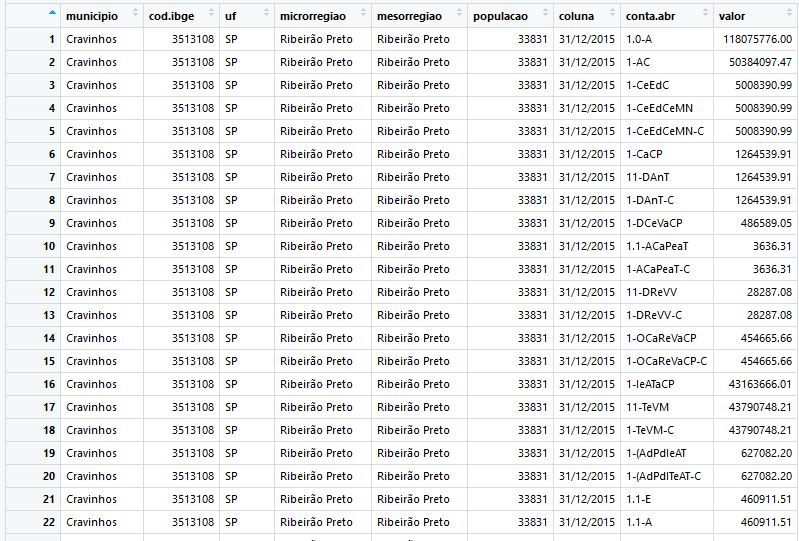 municipio cod.ibge uf microrregiao mesorregiao populacao coluna conta.abr valor
1 Cravinhos 3513108 SP Ribeirão Preto Ribeirão Preto 33831 31/12/2015 1.0-A 118075776.00
2 Cravinhos 3513108 SP Ribeirão Preto Ribeirão Preto 33831 31/12/2015 1-AC 50384097.47
3 Cravinhos 3513108 SP Ribeirão Preto Ribeirão Preto 33831 31/12/2015 1-CeEdC 5008390.99
4 Cravinhos 3513108 SP Ribeirão Preto Ribeirão Preto 33831 31/12/2015 1-CeEdCeMN 5008390.99
5 Cravinhos 3513108 SP Ribeirão Preto Ribeirão Preto 33831 31/12/2015 1-CeEdCeMN-C 5008390.99
6 Cravinhos 3513108 SP Ribeirão Preto Ribeirão Preto 33831 31/12/2015 1-CaCP 1264539.91
7 Cravinhos 3513108 SP Ribeirão Preto Ribeirão Preto 33831 31/12/2015 11-DAnT 1264539.91
8 Cravinhos 3513108 SP Ribeirão Preto Ribeirão Preto 33831 31/12/2015 1-DAnT-C 1264539.91
9 Cravinhos 3513108 SP Ribeirão Preto Ribeirão Preto 33831 31/12/2015 1-DCeVaCP 486589.05
10 Cravinhos 3513108 SP Ribeirão Preto Ribeirão Preto 33831 31/12/2015 1.1-ACaPeaT 3636.31
11 Cravinhos 3513108 SP Ribeirão Preto Ribeirão Preto 33831 31/12/2015 1-ACaPeaT-C 3636.31
12 Cravinhos 3513108 SP Ribeirão Preto Ribeirão Preto 33831 31/12/2015 11-DReVV 28287.08
13 Cravinhos 3513108 SP Ribeirão Preto Ribeirão Preto 33831 31/12/2015 1-DReVV-C 28287.08
14 Cravinhos 3513108 SP Ribeirão Preto Ribeirão Preto 33831 31/12/2015 1-OCaReVaCP 454665.66
15 Cravinhos 3513108 SP Ribeirão Preto Ribeirão Preto 33831 31/12/2015 1-OCaReVaCP-C 454665.66
16 Cravinhos 3513108 SP Ribeirão Preto Ribeirão Preto 33831 31/12/2015 1-IeATaCP 43163666.01
17 Cravinhos 3513108 SP Ribeirão Preto Ribeirão Preto 33831 31/12/2015 11-TeVM 43790748.21
18 Cravinhos 3513108 SP Ribeirão Preto Ribeirão Preto 33831 31/12/2015 1-TeVM-C 43790748.21
19 Cravinhos 3513108 SP Ribeirão Preto Ribeirão Preto 33831 31/12/2015 1-(AdPdIeAT 627082.20
20 Cravinhos 3513108 SP Ribeirão Preto Ribeirão Preto 33831 31/12/2015 1-(AdPdITeAT-C 627082.20
21 Cravinhos 3513108 SP Ribeirão Preto Ribeirão Preto 33831 31/12/2015 1.1-E 460911.51
22 Cravinhos 3513108 SP Ribeirão Preto Ribeirão Preto 33831 31/12/2015 1.1-A 460911.51